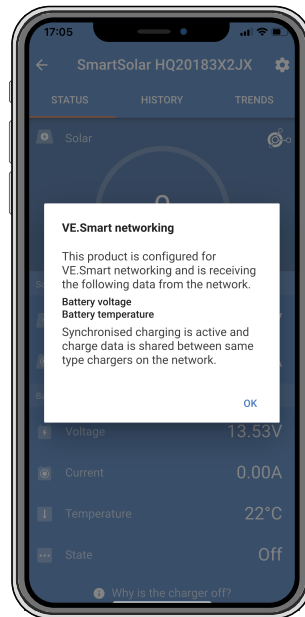 17:05
SmartSolar HQ20183X2JX
STATUS HISTORY TRENDS
Solar
VE.Smart networking
This product is configured for
VE.Smart networking and is receiving
the following data from the network.
Battery voltage
Battery temperature
Synchronised charging is active and
charge data is shared between same
type chargers on the network.
OK
Voltage 13.53V
Current 0.00A
Temperature 22°C
State Off
Why is the charger off?